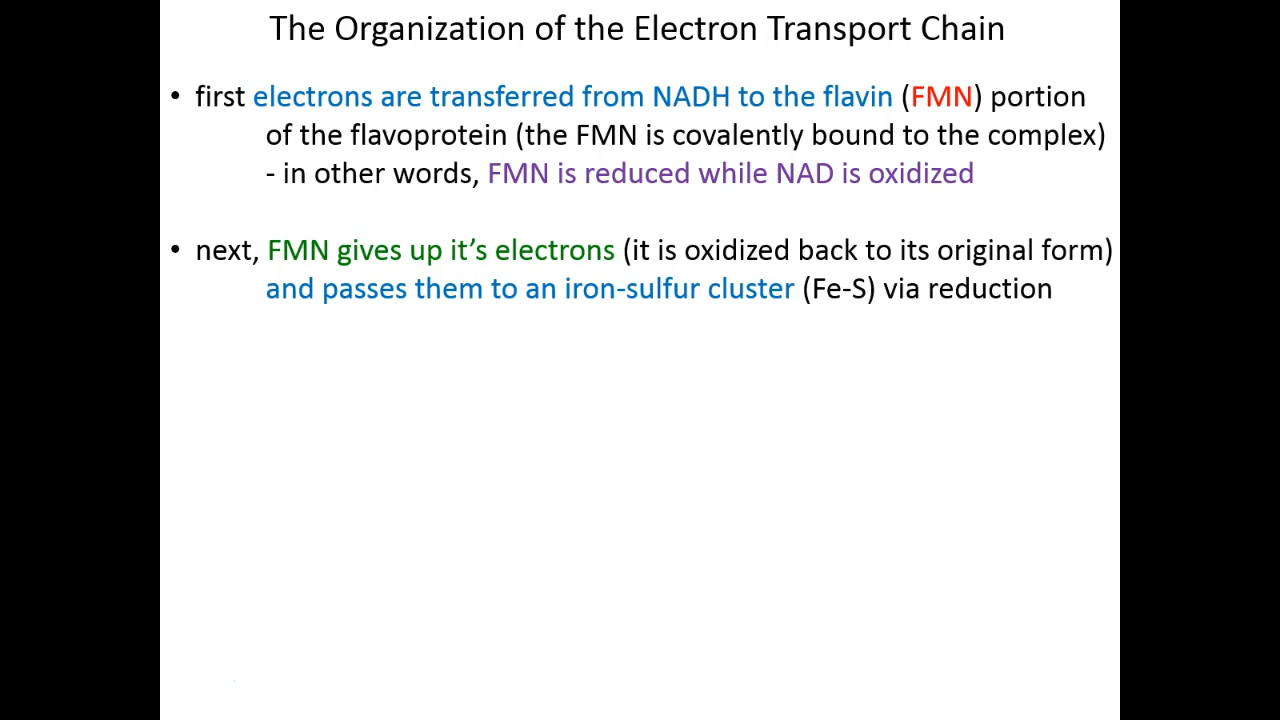 The Organization of the Electron Transport Chain
• first electrons are transferred from NADH to the flavin (FMN) portion
of the flavoprotein (the FMN is covalently bound to the complex)
- in other words, FMN is reduced while NAD is oxidized
• next, FMN gives up it’s electrons (it is oxidized back to its original form)
and passes them to an iron-sulfur cluster (Fe-S) via reduction